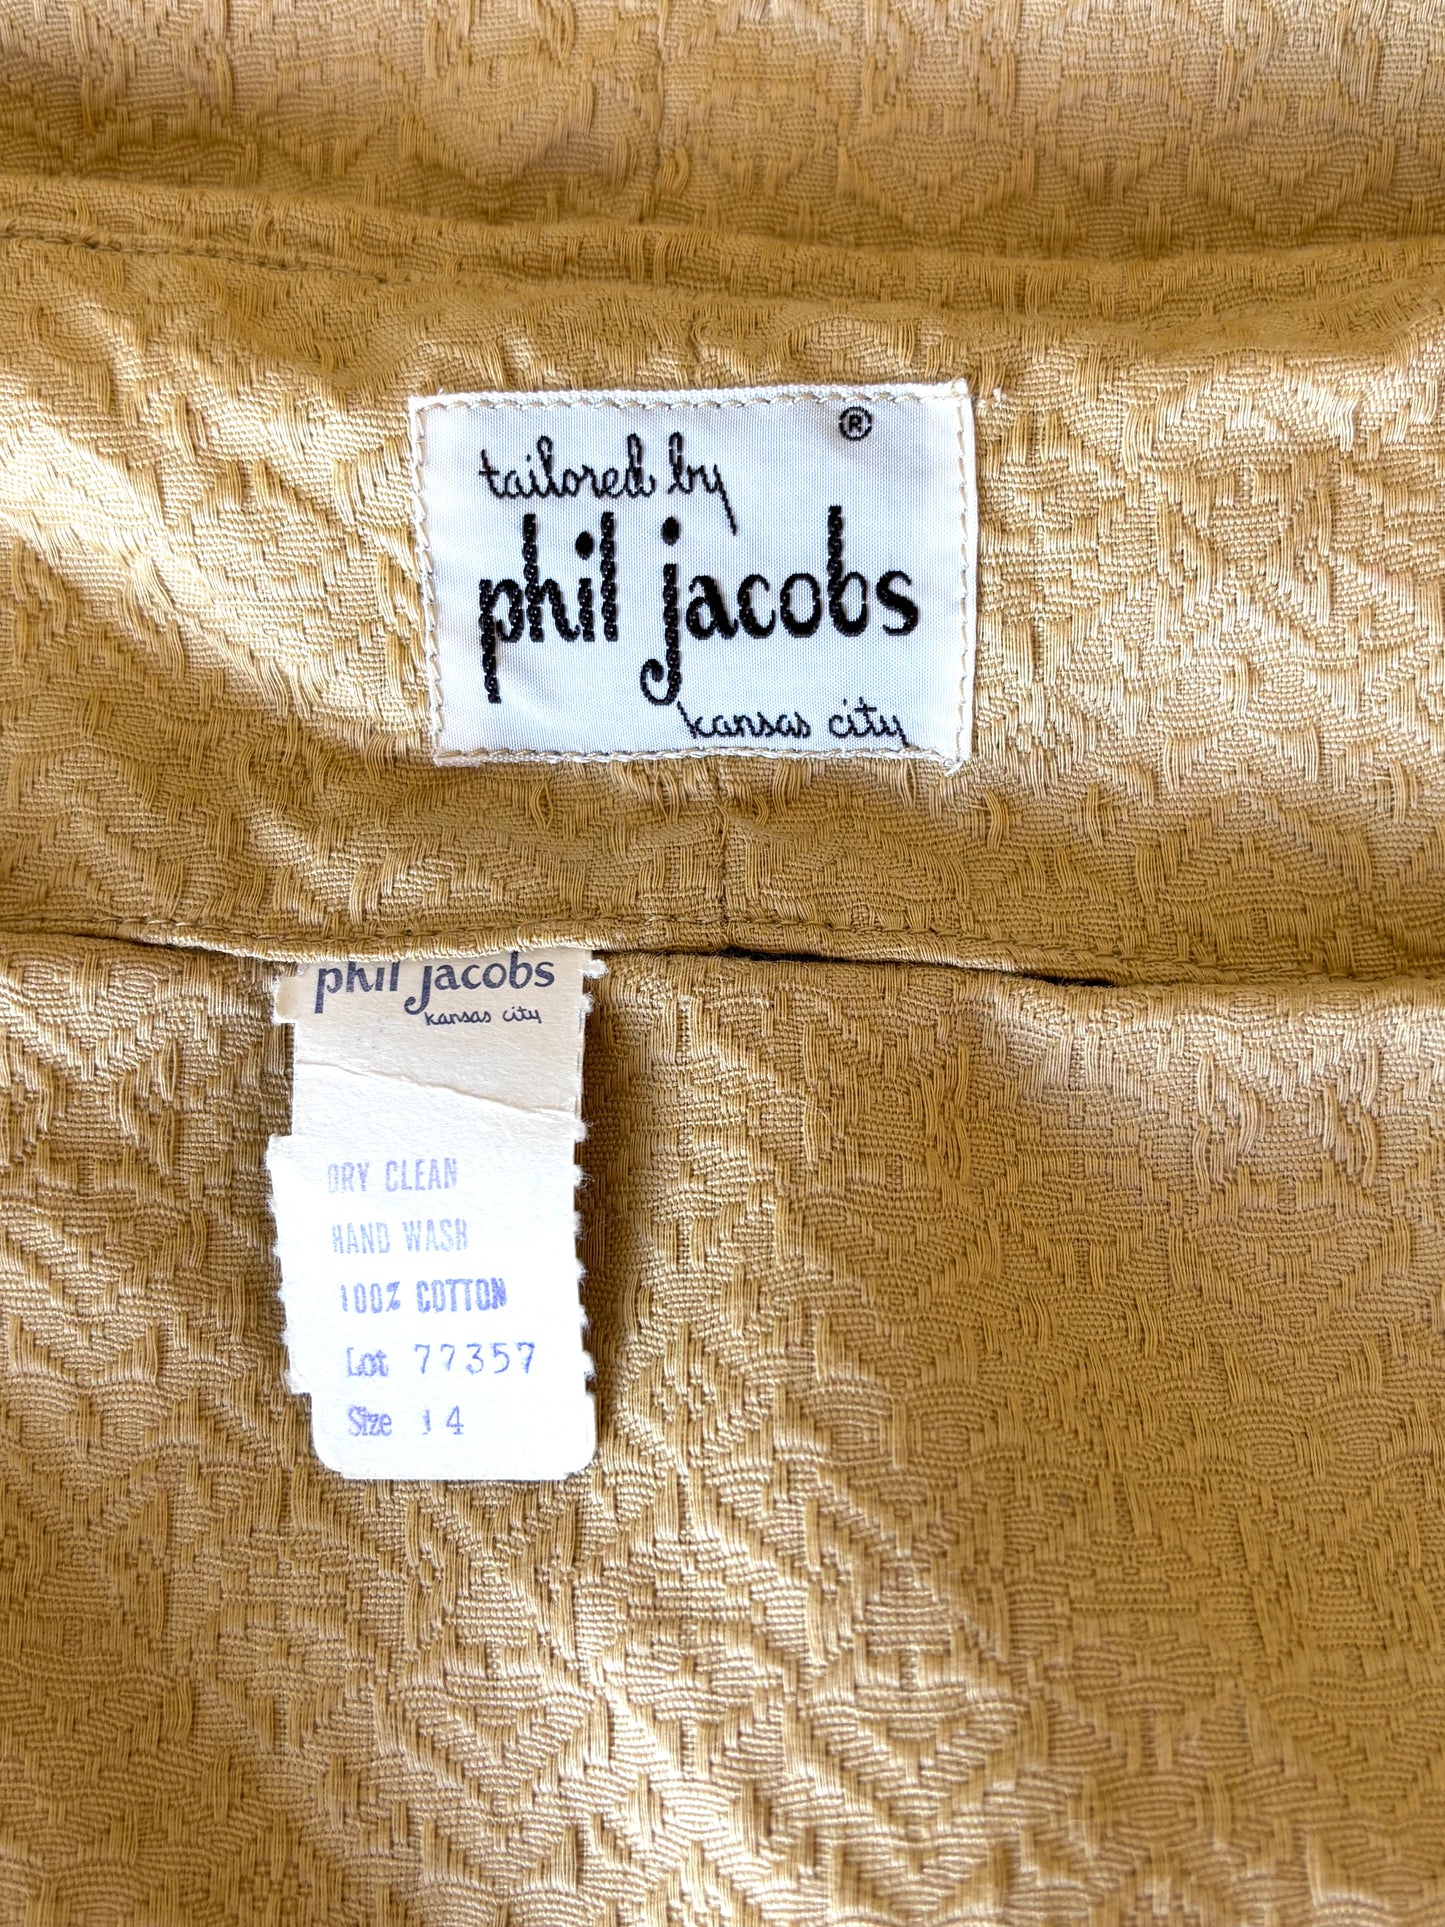 ®
tailored by
phil jacobs
kansas city
phil jacobs
kansas city
DRY CLEAN
HAND WASH
100% COTTON
Lot 77357
Size 14